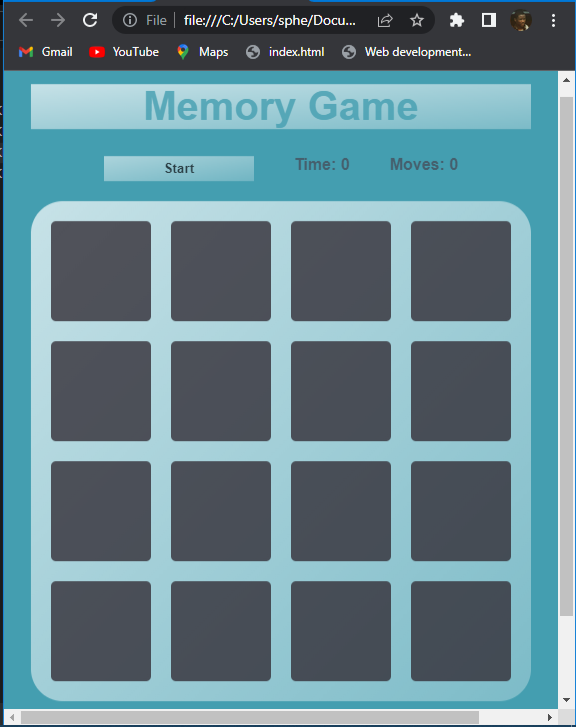 File file:///C:/Users/sphe/Docu...
Gmail YouTube Maps index.html Web development...
Memory Game
Start Time: 0 Moves: 0